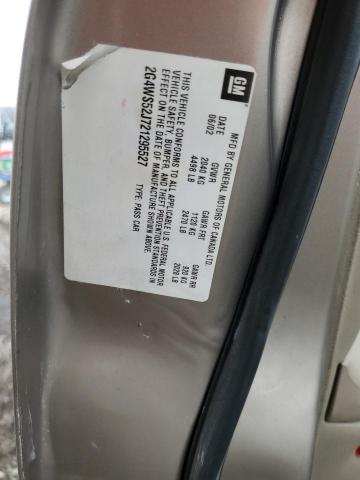 GM
MFD BY GENERAL MOTORS OF CANADA LTD.
DATE GVWR GAWR FRT GAWR RR
06/02 2040 KG 1120 KG 920 KG
4498 LB 2470 LB 2028 LB
THIS VEHICLE CONFORMS TO ALL APPLICABLE U.S. FEDERAL MOTOR
VEHICLE SAFETY, BUMPER, AND THEFT PREVENTION STANDARDS IN
EFFECT ON THE DATE OF MANUFACTURE SHOWN ABOVE.
2G4WS52J721295527 TYPE: PASS CAR